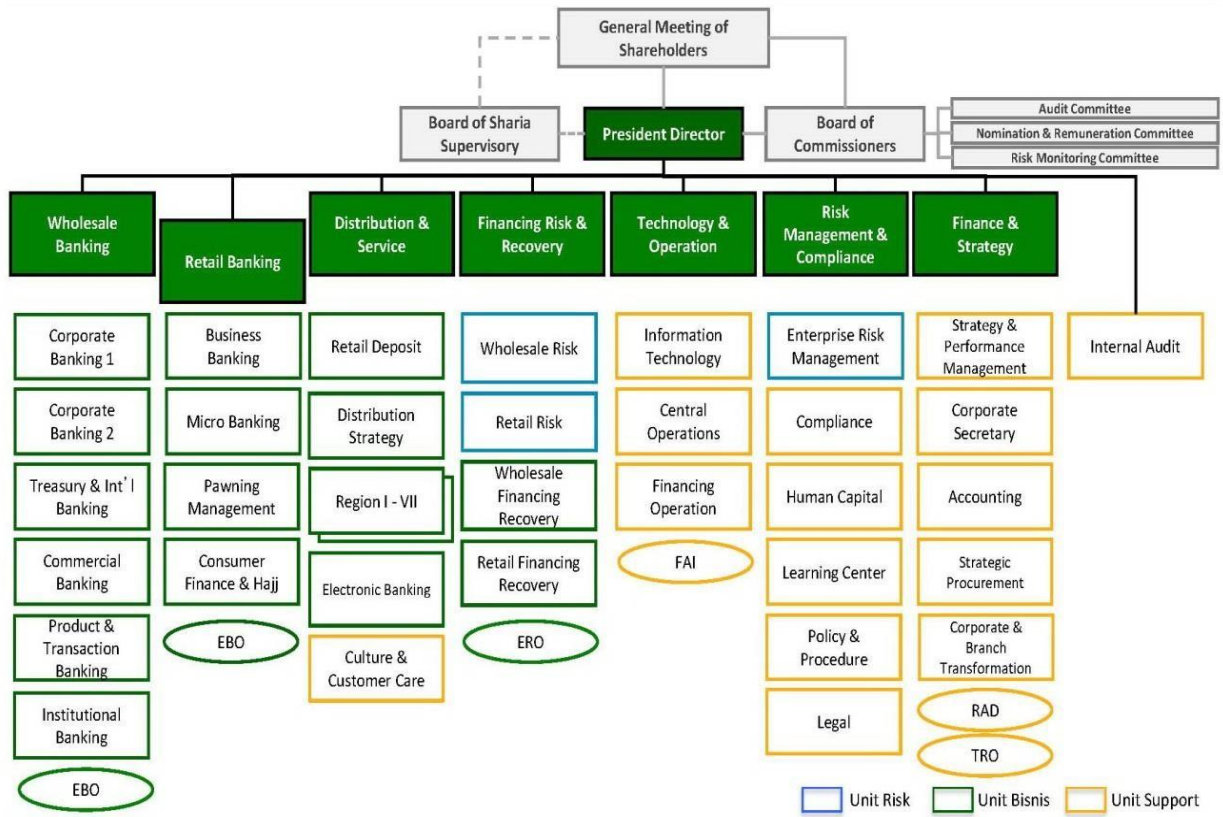 General Meeting of
Shareholders
Board of Sharia
Supervisory
President Director
Board of
Commissioners
Audit Committee
Nomination & Remuneration Committee
Risk Monitoring Committee
Wholesale
Banking
Retail Banking
Distribution &
Service
Financing Risk &
Recovery
Technology &
Operation
Risk
Management &
Compliance
Finance &
Strategy
Corporate
Banking 1
Corporate
Banking 2
Treasury & Int'l
Banking
Commercial
Banking
Product &
Transaction
Banking
Institutional
Banking
EBO
Business
Banking
Micro Banking
Pawning
Management
Consumer
Finance & Hajj
EBO
Retail Deposit
Distribution
Strategy
Region I - VII
Electronic Banking
Culture &
Customer Care
Wholesale Risk
Retail Risk
Wholesale
Financing
Recovery
Retail Financing
Recovery
ERO
Information
Technology
Central
Operations
Financing
Operation
FAI
Enterprise Risk
Management
Compliance
Human Capital
Learning Center
Policy &
Procedure
Legal
Strategy &
Performance
Management
Corporate
Secretary
Accounting
Strategic
Procurement
Corporate &
Branch
Transformation
RAD
TRO
Internal Audit
Unit Risk
Unit Bisnis
Unit Support